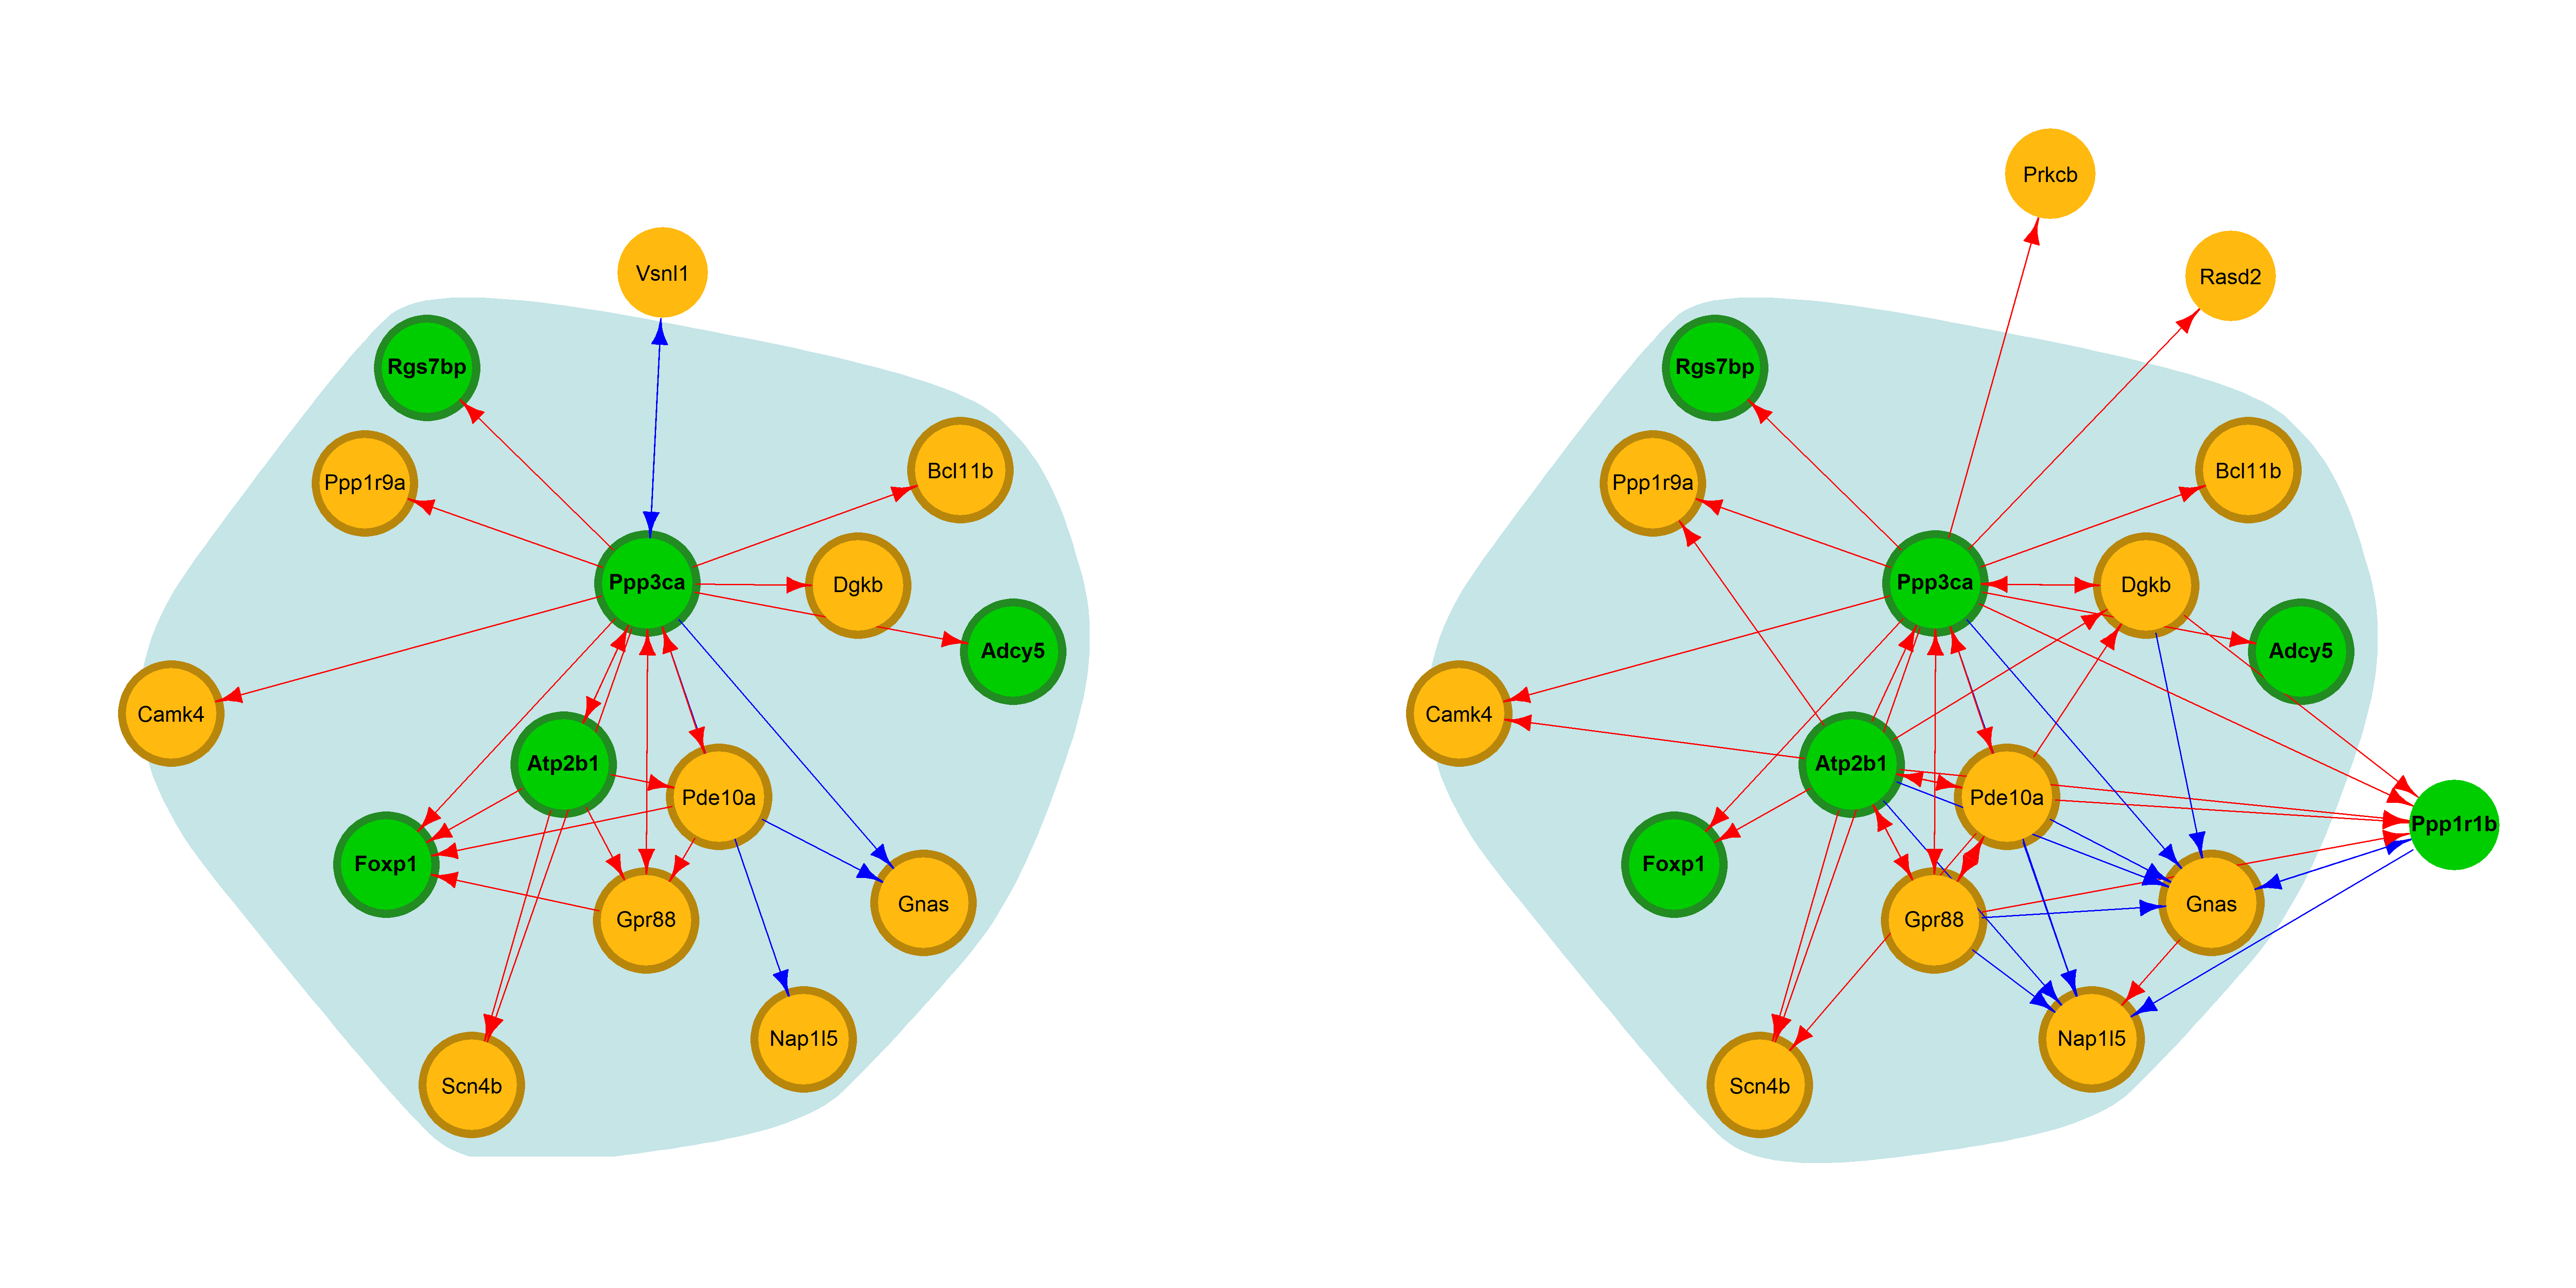 Vsnl1
Rgs7bp
Bcl11b
Ppp1r9a
Ppp3ca
Dgkb
Adcy5
Camk4
Atp2b1
Pde10a
Foxp1
Gpr88
Gnas
Nap1l5
Scn4b
Prkcb
Rasd2
Rgs7bp
Bcl11b
Ppp1r9a
Ppp3ca
Dgkb
Adcy5
Camk4
Atp2b1
Pde10a
Ppp1r1b
Foxp1
Gpr88
Gnas
Nap1l5
Scn4b